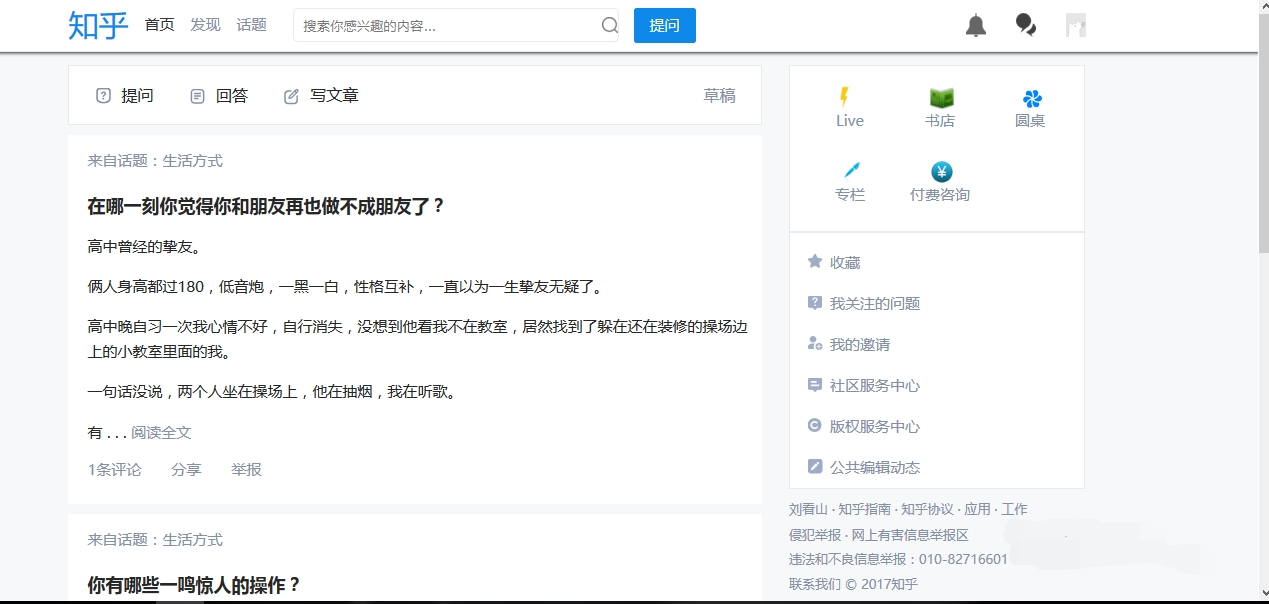 知乎 首页 发现 话题 搜索你感兴趣的内容... 提问
提问 回答 写文章 草稿
来自话题：生活方式
在哪一刻你觉得你和朋友再也做不成朋友了？
高中曾经的挚友。
俩人身高都过180，低音炮，一黑一白，性格互补，一直以为一生挚友无疑了。
高中晚自习一次我心情不好，自行消失，没想到他看我不在教室，居然找到了躲在还在装修的操场边
上的小教室里面的我。
一句话没说，两个人坐在操场上，他在抽烟，我在听歌。
有 . . . 阅读全文
1条评论 分享 举报
来自话题：生活方式
你有哪些一鸣惊人的操作？
Live 书店 圆桌
专栏 付费咨询
收藏
我关注的问题
我的邀请
社区服务中心
版权服务中心
公共编辑动态
刘看山 · 知乎指南 · 知乎协议 · 应用 · 工作
侵犯举报 · 网上有害信息举报区
违法和不良信息举报：010-82716601
联系我们 © 2017知乎